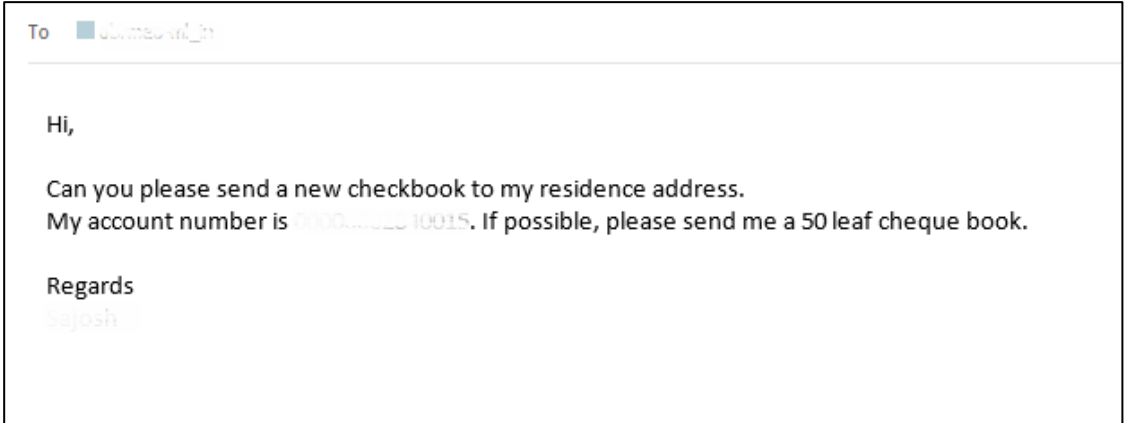 To
Hi,
Can you please send a new checkbook to my residence address.
My account number is . If possible, please send me a 50 leaf cheque book.
Regards
Sajosh